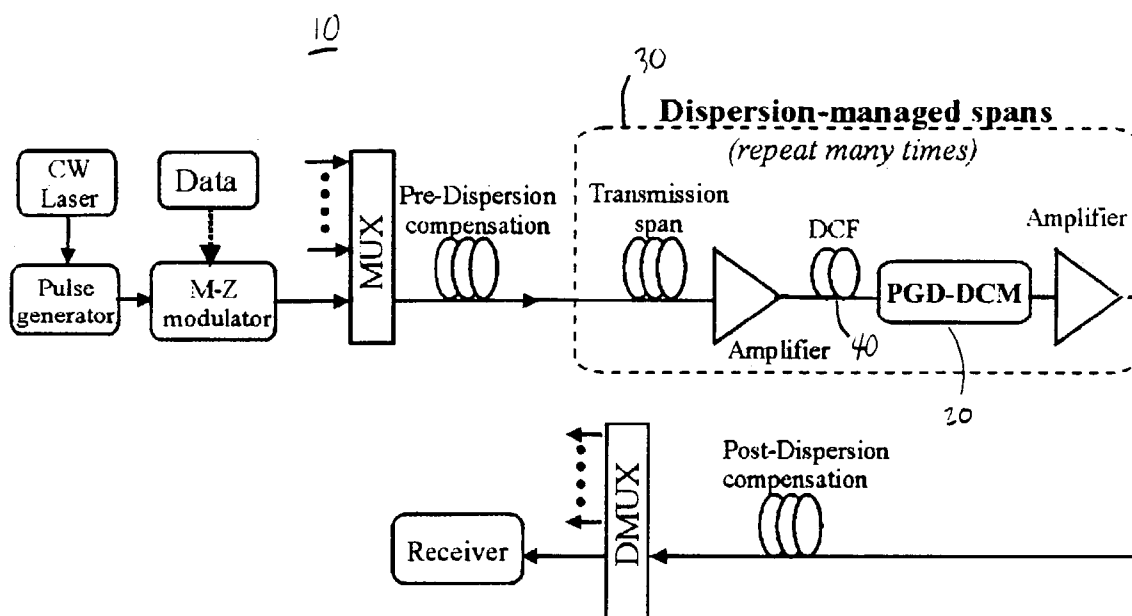 10
30
Dispersion-managed spans
(repeat many times)
CW
Laser
Data
MUX
Pre-Dispersion
compensation
Transmission
span
DCF
Amplifier
Pulse
generator
M-Z
modulator
PGD-DCM
Amplifier
40
20
DMUX
Post-Dispersion
compensation
Receiver